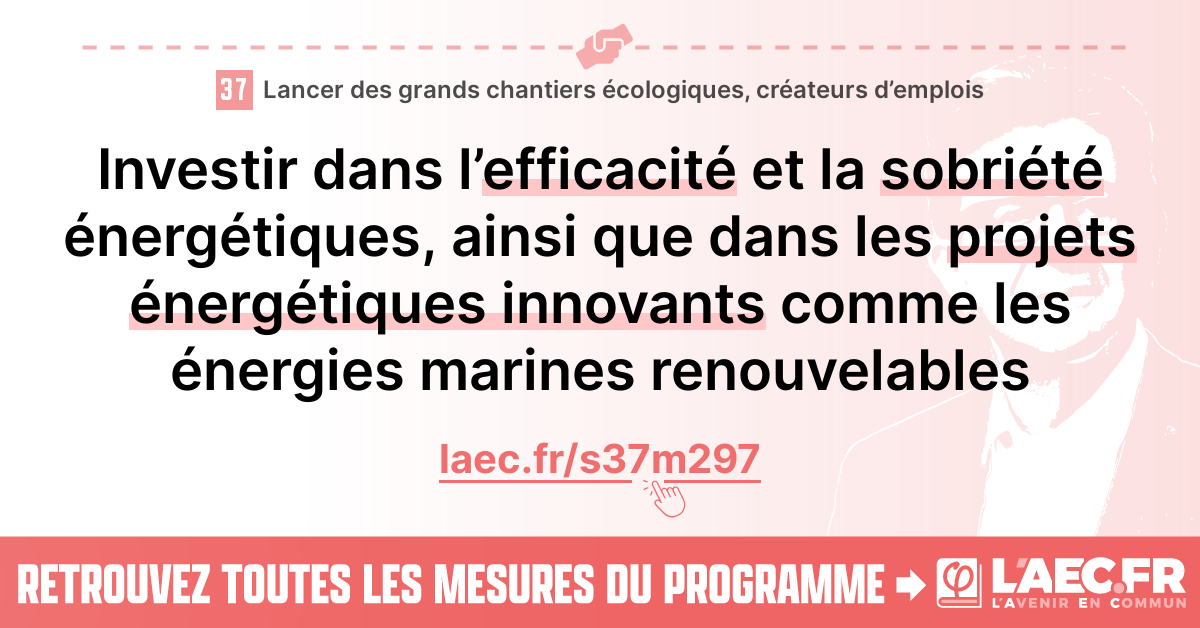 37 Lancer des grands chantiers écologiques, créateurs d’emplois
Investir dans l’efficacité et la sobriété
énergétiques, ainsi que dans les projets
énergétiques innovants comme les
énergies marines renouvelables
laec.fr/s37m297
RETROUVEZ TOUTES LES MESURES DU PROGRAMME
φ L'AEC.FR
L'AVENIR EN COMMUN